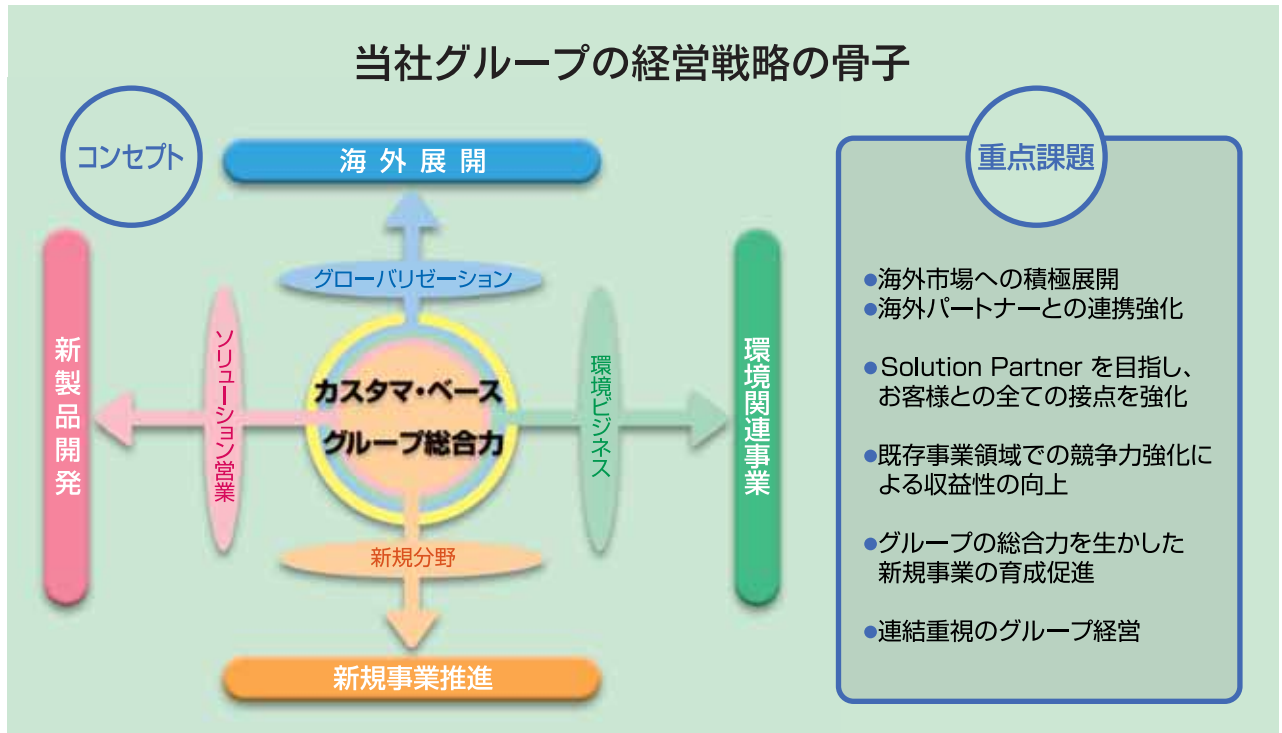 当社グループの経営戦略の骨子
コンセプト
海外展開
グローバリゼーション
新製品開発
ソリューション営業
カスタマ・ベース
グループ総合力
環境ビジネス
環境関連事業
新規分野
新規事業推進
重点課題
●海外市場への積極展開
●海外パートナーとの連携強化
●Solution Partner を目指し、
お客様との全ての接点を強化
●既存事業領域での競争力強化に
よる収益性の向上
●グループの総合力を生かした
新規事業の育成促進
●連結重視のグループ経営